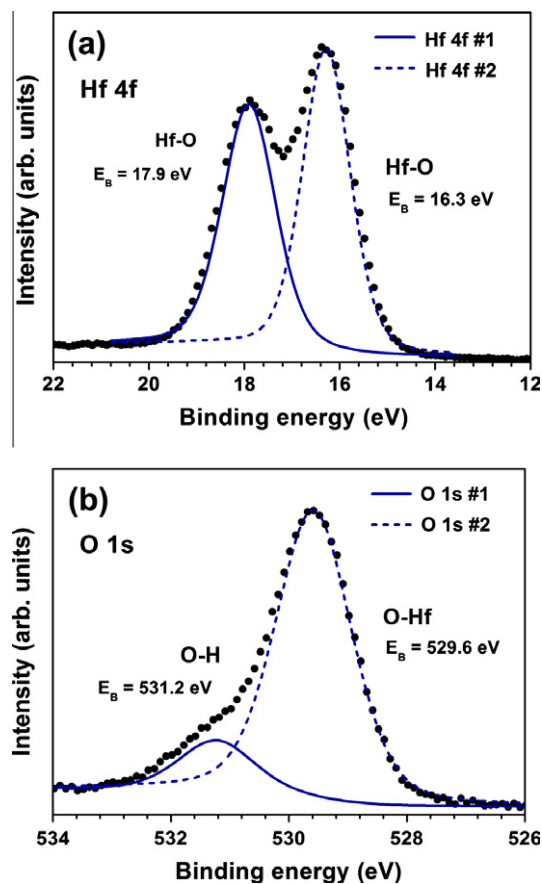 (a)
Hf 4f #1
Hf 4f #2
Hf 4f
Hf-O
E_B = 17.9 eV
Hf-O
E_B = 16.3 eV
Intensity (arb. units)
22 20 18 16 14 12
Binding energy (eV)
(b)
O 1s #1
O 1s #2
O 1s
O-Hf
E_B = 529.6 eV
O-H
E_B = 531.2 eV
Intensity (arb. units)
534 532 530 528 526
Binding energy (eV)